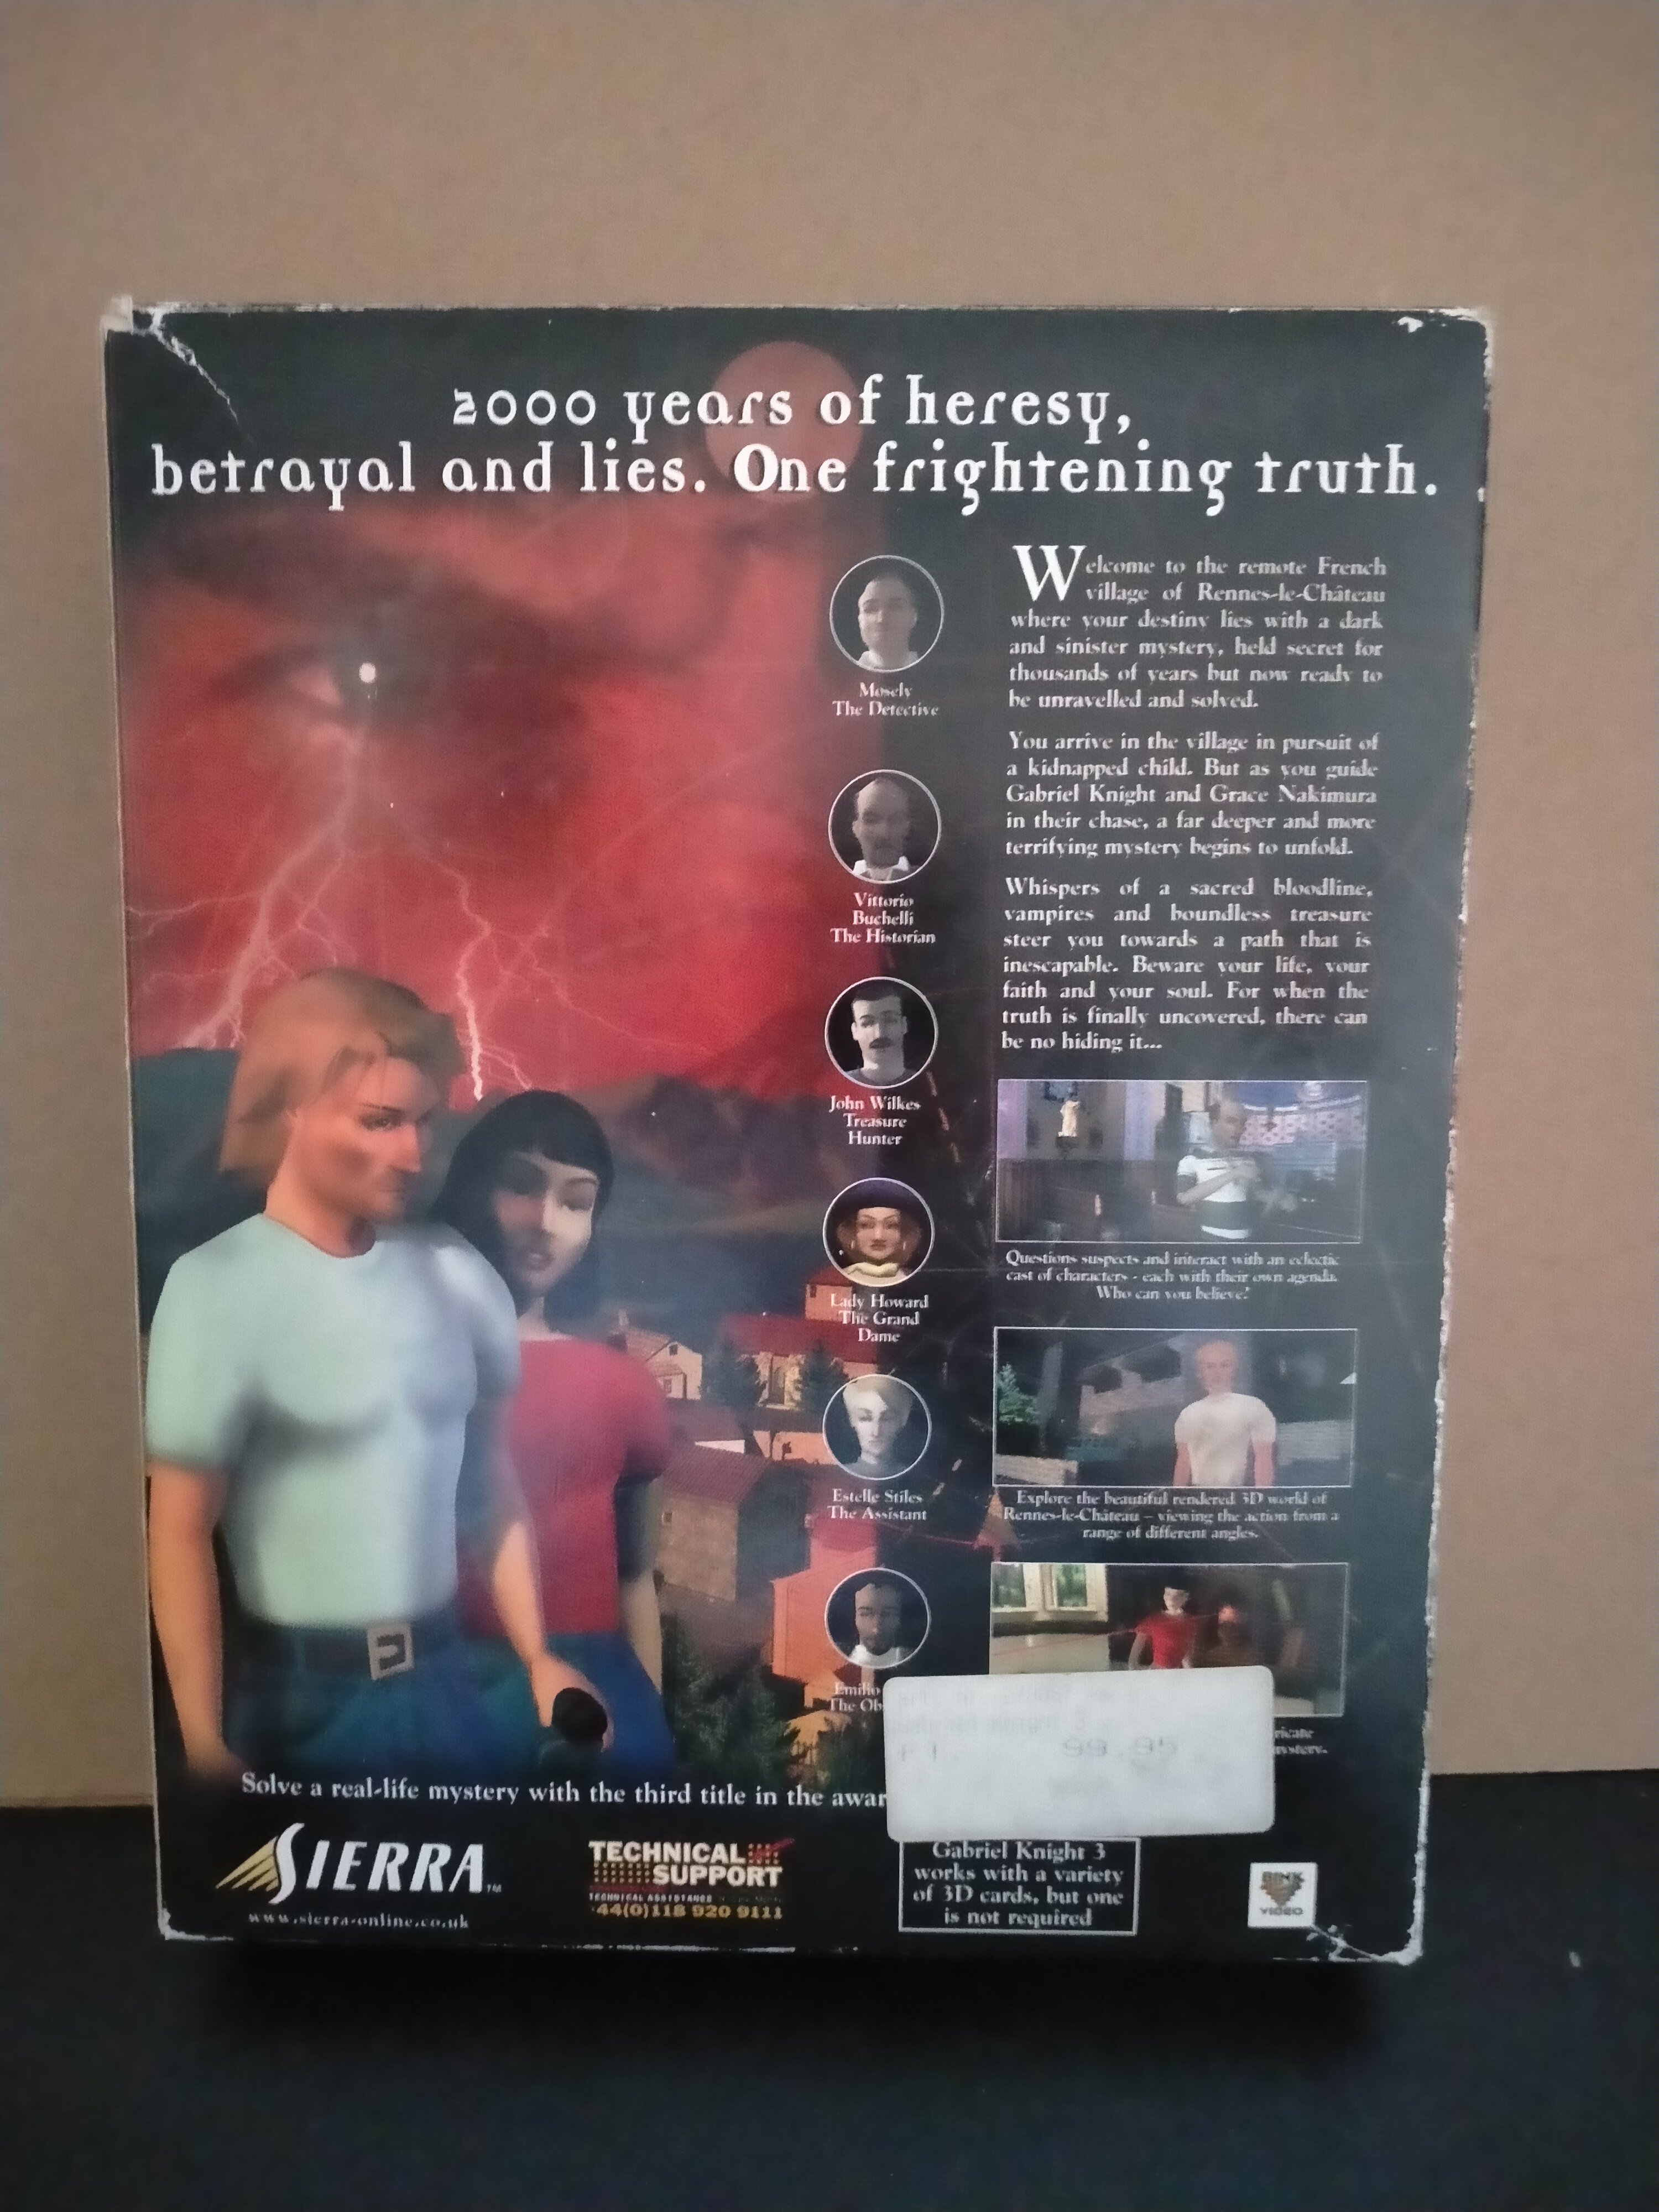 2000 years of heresy,
betrayal and lies. One frightening truth.
Mosely
The Detective
Vittorio
Buchelli
The Historian
John Wilkes
Treasure
Hunter
Lady Howard
The Grand
Dame
Estelle Stiles
The Assistant
Emilio
The Ob
Welcome to the remote French
village of Rennes-le-Château
where your destiny lies with a dark
and sinister mystery, held secret for
thousands of years but now ready to
be unravelled and solved.
You arrive in the village in pursuit of
a kidnapped child. But as you guide
Gabriel Knight and Grace Nakimura
in their chase, a far deeper and more
terrifying mystery begins to unfold.
Whispers of a sacred bloodline,
vampires and boundless treasure
steer you towards a path that is
inescapable. Beware your life, your
faith and your soul. For when the
truth is finally uncovered, there can
be no hiding it...
Questions suspects and interact with an eclectic
cast of characters - each with their own agenda.
Who can you believe?
Explore the beautiful rendered 3D world of
Rennes-le-Château – viewing the action from a
range of different angles.
ricate
mystery.
99.95
Solve a real-life mystery with the third title in the awar
SIERRA™
www.sierra-online.co.uk
TECHNICAL
SUPPORT
TECHNICAL ASSISTANCE
44(0)118 920 9111
Gabriel Knight 3
works with a variety
of 3D cards, but one
is not required
BINK
VIDEO